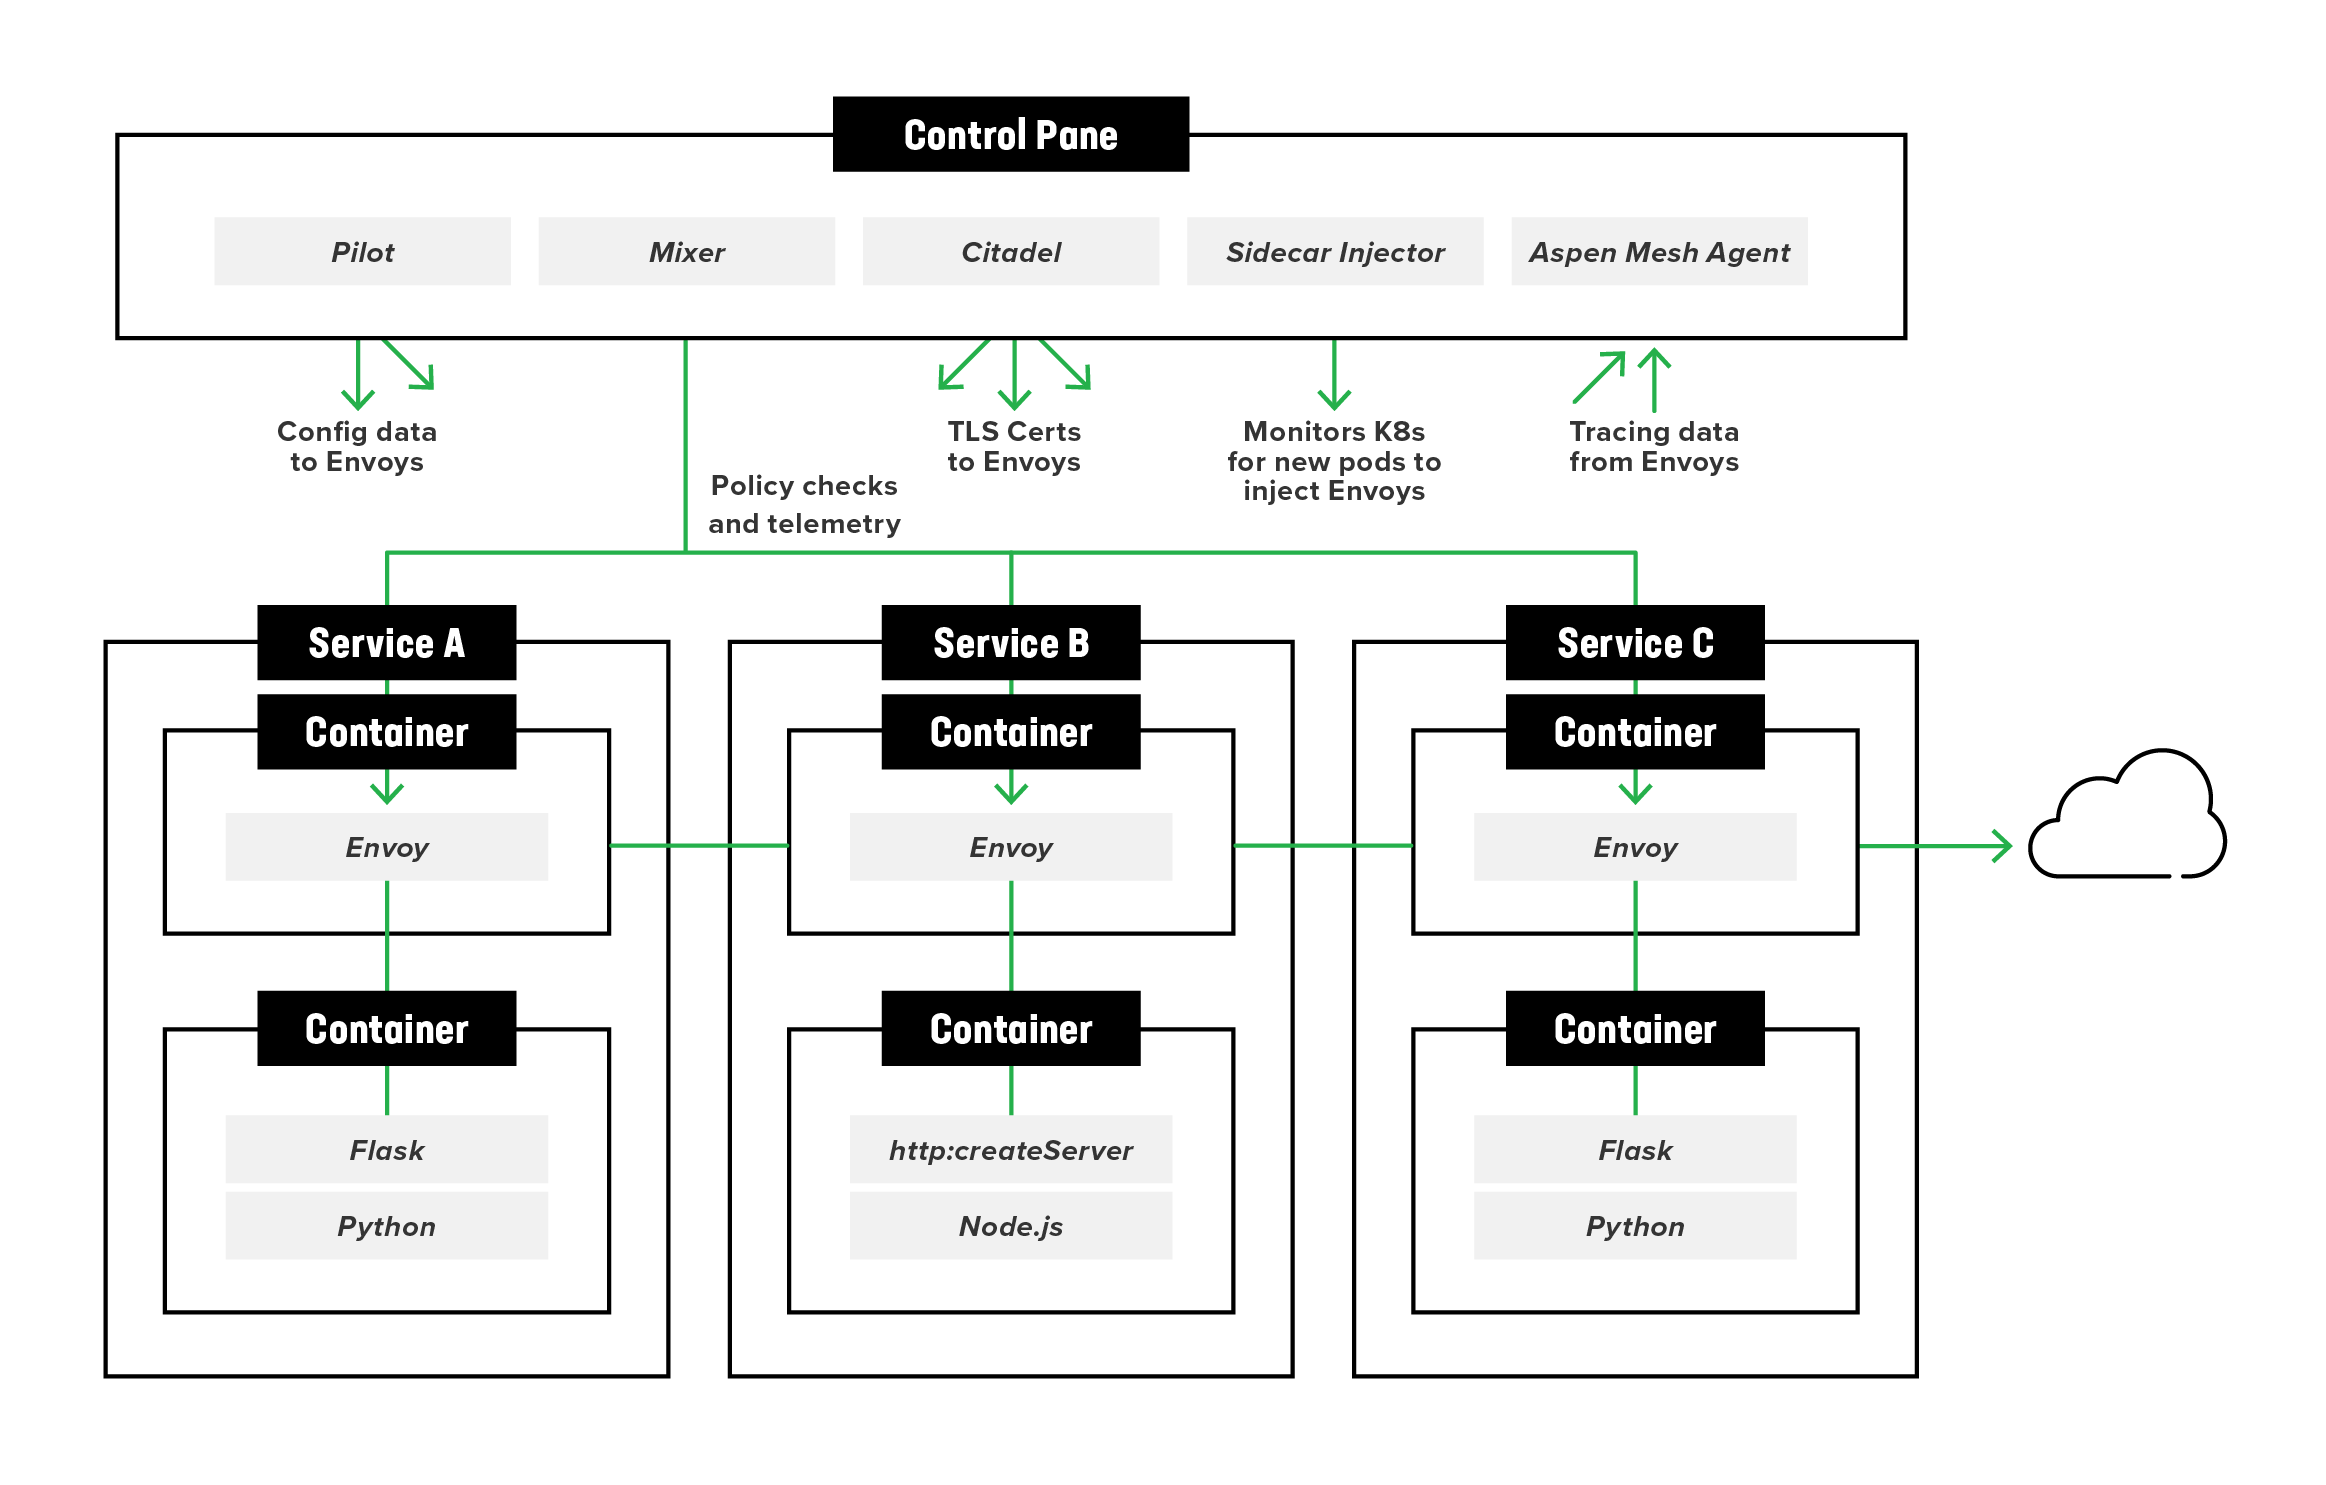 Control Pane
Pilot
Mixer
Citadel
Sidecar Injector
Aspen Mesh Agent
Config data
to Envoys
Policy checks
and telemetry
TLS Certs
to Envoys
Monitors K8s
for new pods to
inject Envoys
Tracing data
from Envoys
Service A
Container
Envoy
Container
Flask
Python
Service B
Container
Envoy
Container
http:createServer
Node.js
Service C
Container
Envoy
Container
Flask
Python